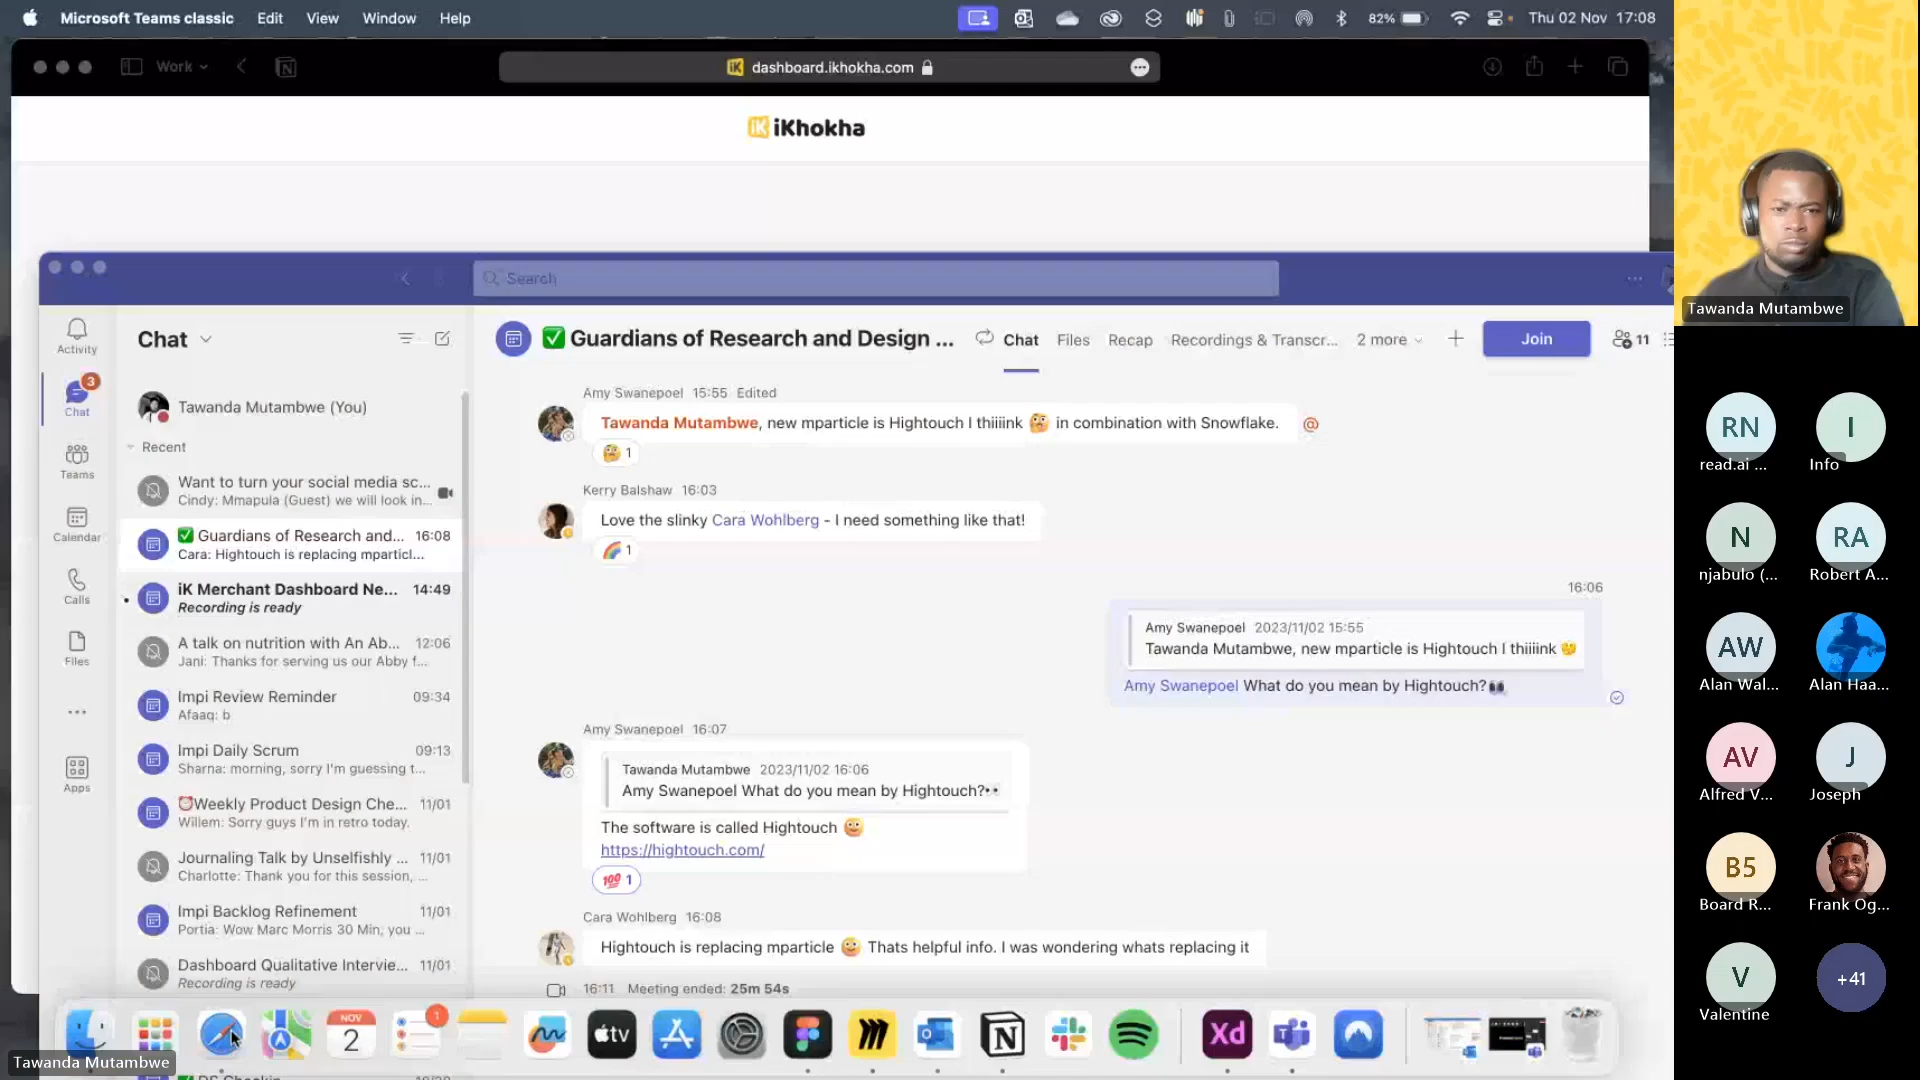 Microsoft Teams classic Edit View Window Help
82% Thu 02 Nov 17:08
Work
dashboard.ikhokha.com
iK iKhokha
Search
Activity
Chat
3
Teams
Calendar
Calls
Files
Apps
Chat
Tawanda Mutambwe (You)
Recent
Want to turn your social media sc...
Cindy: Mmapula (Guest) we will look in...
Guardians of Research and... 16:08
Cara: Hightouch is replacing mparticl...
iK Merchant Dashboard Ne... 14:49
Recording is ready
A talk on nutrition with An Ab... 12:06
Jani: Thanks for serving us our Abby f...
Impi Review Reminder 09:34
Afaaq: b
Impi Daily Scrum 09:13
Sharna: morning, sorry I'm guessing t...
Weekly Product Design Che... 11/01
Willem: Sorry guys I'm in retro today.
Journaling Talk by Unselfishly ... 11/01
Charlotte: Thank you for this session, ...
Impi Backlog Refinement 11/01
Portia: Wow Marc Morris 30 Min, you ...
Dashboard Qualitative Intervie... 11/01
Recording is ready
Guardians of Research and Design ... Chat Files Recap Recordings & Transcr... 2 more Join 11
Amy Swanepoel 15:55 Edited
Tawanda Mutambwe, new mparticle is Hightouch I thiiiink 🤔 in combination with Snowflake. @
🤔 1
Kerry Balshaw 16:03
Love the slinky Cara Wohlberg - I need something like that!
🌈 1
16:06
Amy Swanepoel 2023/11/02 15:55
Tawanda Mutambwe, new mparticle is Hightouch I thiiiink 🤔
Amy Swanepoel What do you mean by Hightouch?👀
Amy Swanepoel 16:07
Tawanda Mutambwe 2023/11/02 16:06
Amy Swanepoel What do you mean by Hightouch?👀
The software is called Hightouch
https://hightouch.com/
💯 1
Cara Wohlberg 16:08
Hightouch is replacing mparticle Thats helpful info. I was wondering whats replacing it
16:11 Meeting ended: 25m 54s
NOV
2
1
tv
Xd
Tawanda Mutambwe
Tawanda Mutambwe
RN
read.ai ...
I
Info
N
njabulo (...
RA
Robert A...
AW
Alan Wal...
Alan Haa...
AV
Alfred V...
J
Joseph
B5
Board R...
Frank Og...
V
Valentine
+41